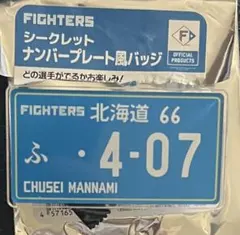 FIGHTERS
シークレット
ナンバープレート風バッジ
どの選手がでるかお楽しみ!
F
OFFICIAL
PRODUCTS
FIGHTERS 北海道 66
ふ ・4-07
CHUSEI MANNAMI